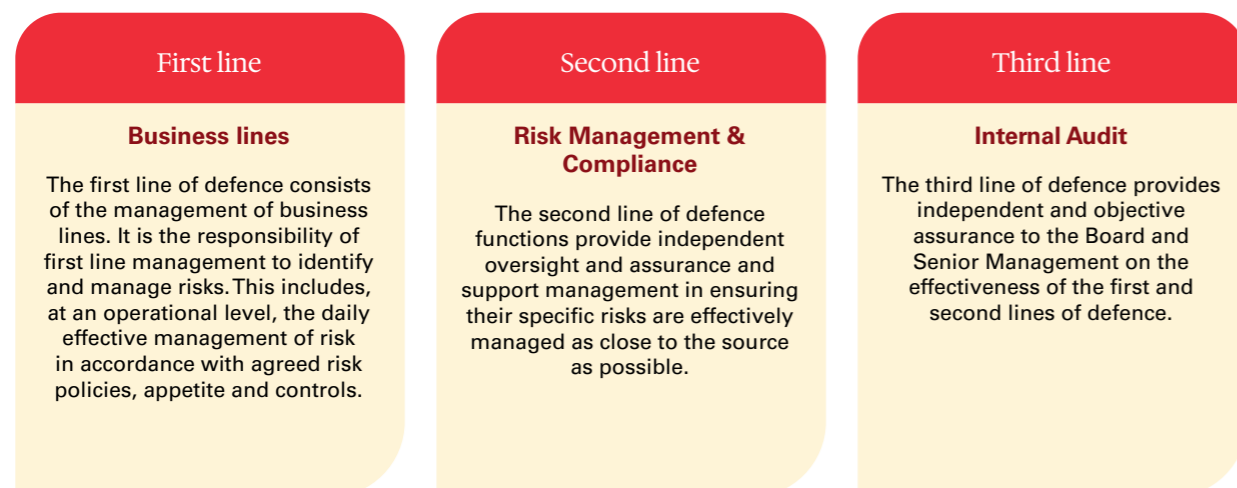 First line
Business lines
The first line of defence consists
of the management of business
lines. It is the responsibility of
first line management to identify
and manage risks. This includes,
at an operational level, the daily
effective management of risk
in accordance with agreed risk
policies, appetite and controls.
Second line
Risk Management &
Compliance
The second line of defence
functions provide independent
oversight and assurance and
support management in ensuring
their specific risks are effectively
managed as close to the source
as possible.
Third line
Internal Audit
The third line of defence provides
independent and objective
assurance to the Board and
Senior Management on the
effectiveness of the first and
second lines of defence.